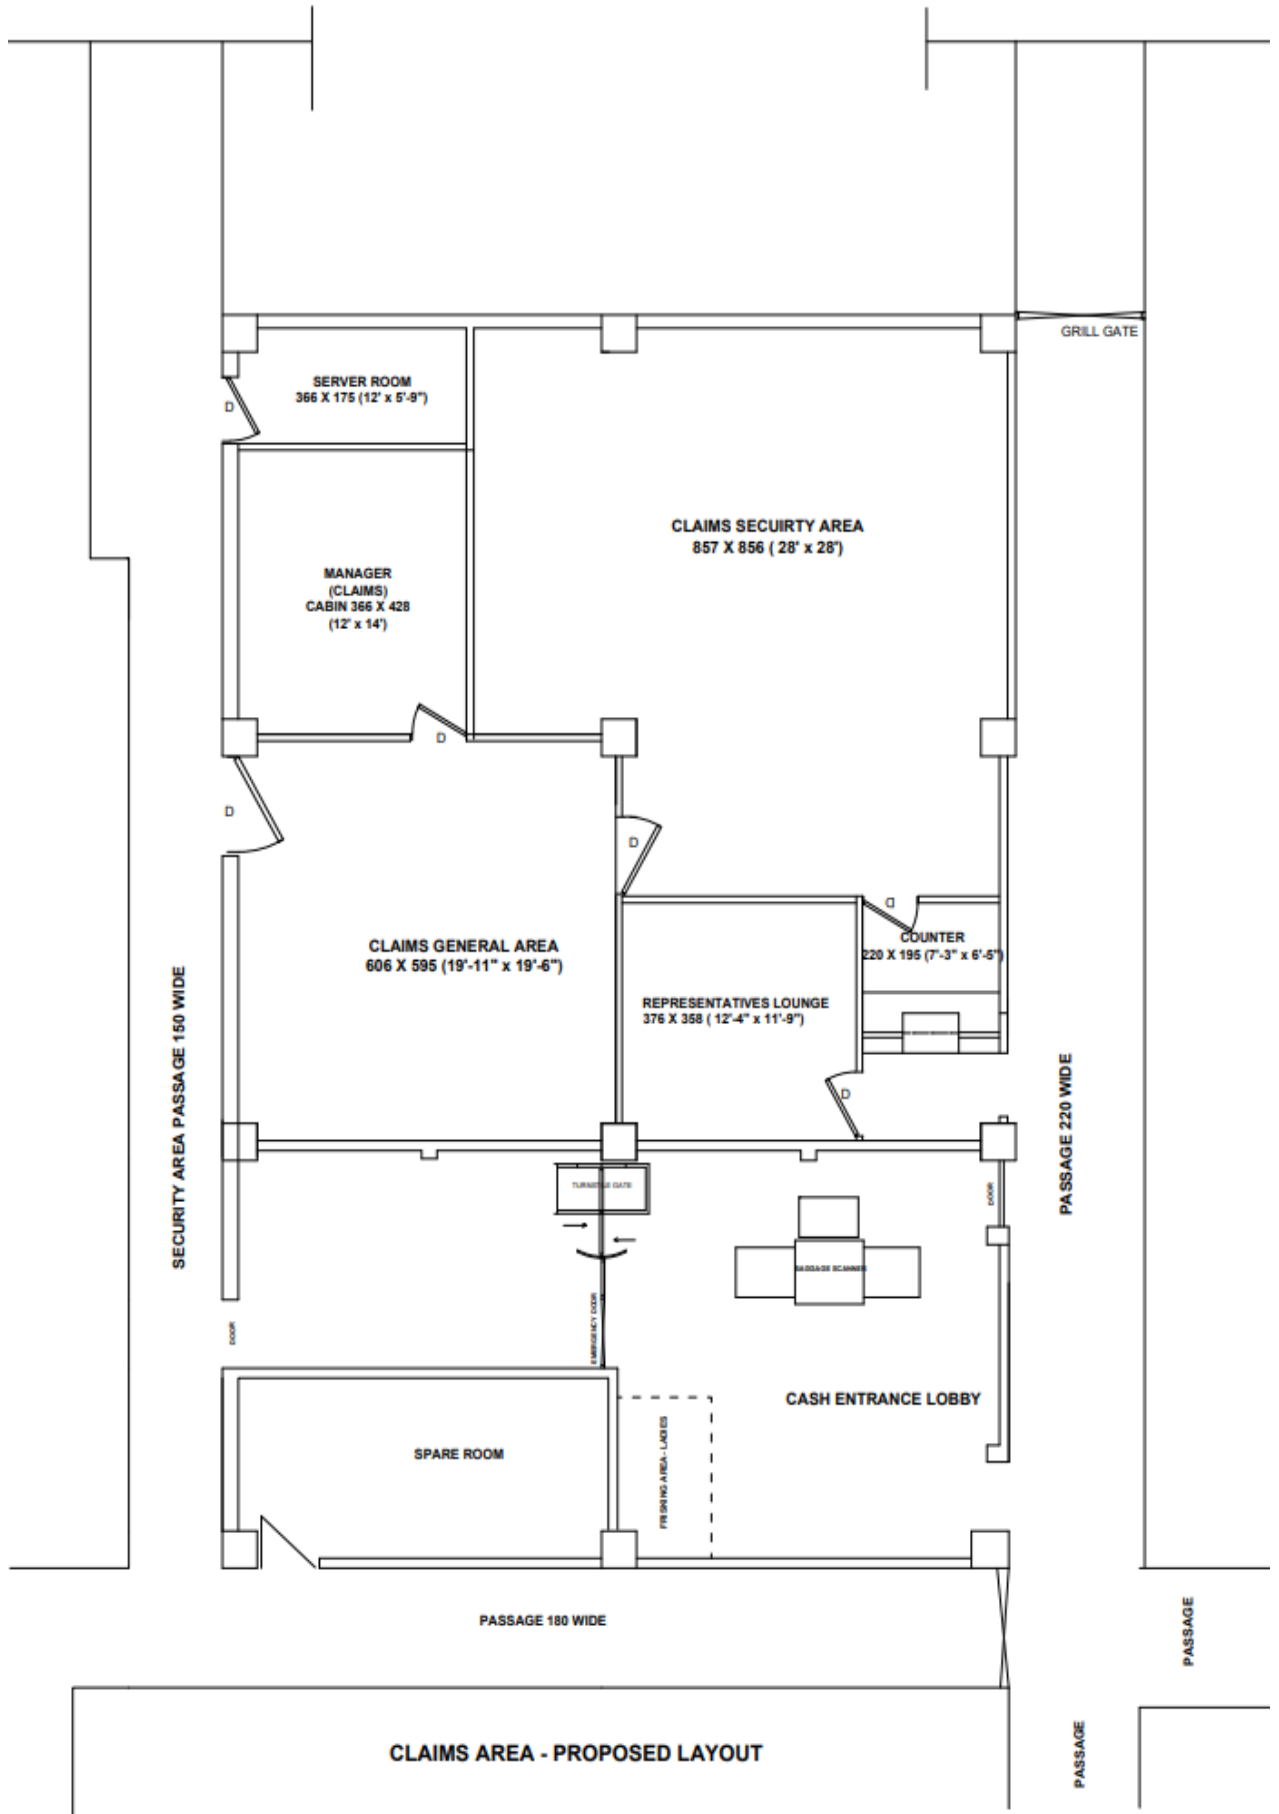 GRILL GATE
SERVER ROOM
366 X 175 (12' x 5'-9")
D
CLAIMS SECUIRTY AREA
857 X 856 ( 28' x 28')
MANAGER
(CLAIMS)
CABIN 366 X 428
(12' x 14')
D
D
D
D
COUNTER
220 X 195 (7'-3" x 6'-5")
CLAIMS GENERAL AREA
606 X 595 (19'-11" x 19'-6")
REPRESENTATIVES LOUNGE
376 X 358 ( 12'-4" x 11'-9")
D
SECURITY AREA PASSAGE 150 WIDE
PASSAGE 220 WIDE
TURNSTILE GATE
DOOR
BAGGAGE SCANNER
DOOR
EMERGENCY DOOR
CASH ENTRANCE LOBBY
SPARE ROOM
FRISKING AREA - LADIES
PASSAGE 180 WIDE
PASSAGE
PASSAGE
CLAIMS AREA - PROPOSED LAYOUT